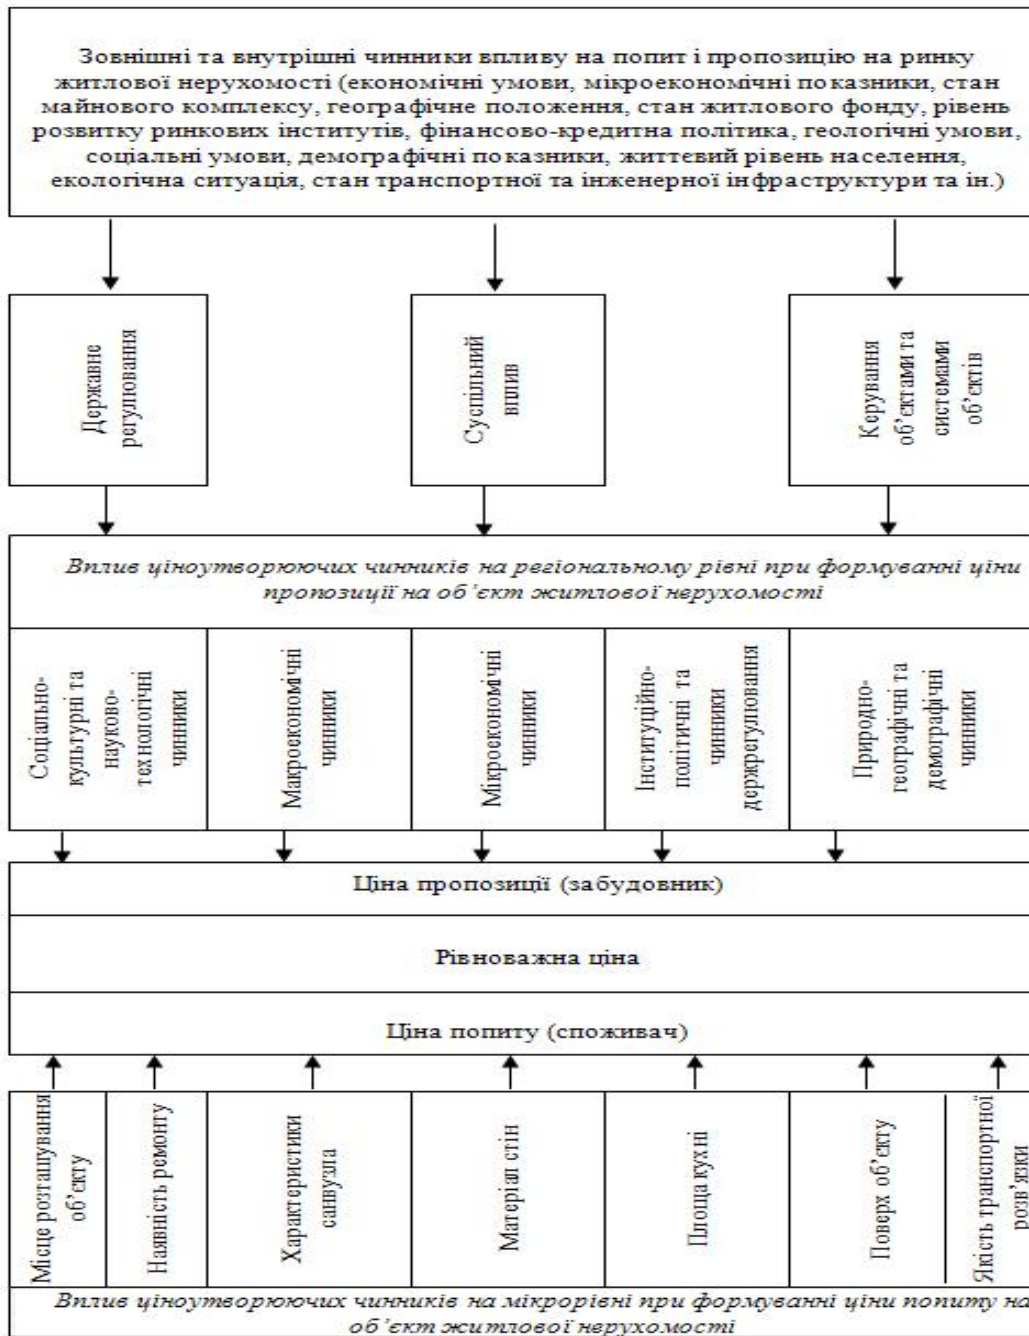 Зовнішні та внутрішні чинники впливу на попит і пропозицію на ринку
житлової нерухомості (економічні умови, мікроекономічні показники, стан
майнового комплексу, географічне положення, стан житлового фонду, рівень
розвитку ринкових інститутів, фінансово-кредитна політика, геологічні умови,
соціальні умови, демографічні показники, життєвий рівень населення,
екологічна ситуація, стан транспортної та інженерної інфраструктури та ін.)
Державне
регулювання
Суспільний
вплив
Керування
об’єктами та
системами
об’єктів
Вплив ціноутворюючих чинників на регіональному рівні при формуванні ціни
пропозиції на об’єкт житлової нерухомості
Соціально-
культурні та
науково-
технологічні
чинники
Макроекономічні
чинники
Мікроекономічні
чинники
Інституційно-
політичні та
чинники
держрегулювання
Природно-
географічні та
демографічні
чинники
Ціна пропозиції (забудовник)
Рівноважна ціна
Ціна попиту (споживач)
Місце розташування
об’єкту
Наявність ремонту
Характеристики
санвузла
Матеріал стін
Площа кухні
Поверх об’єкту
Якість транспортної
розв’язки
Вплив ціноутворюючих чинників на мікрорівні при формуванні ціни попиту на
об’єкт житлової нерухомості